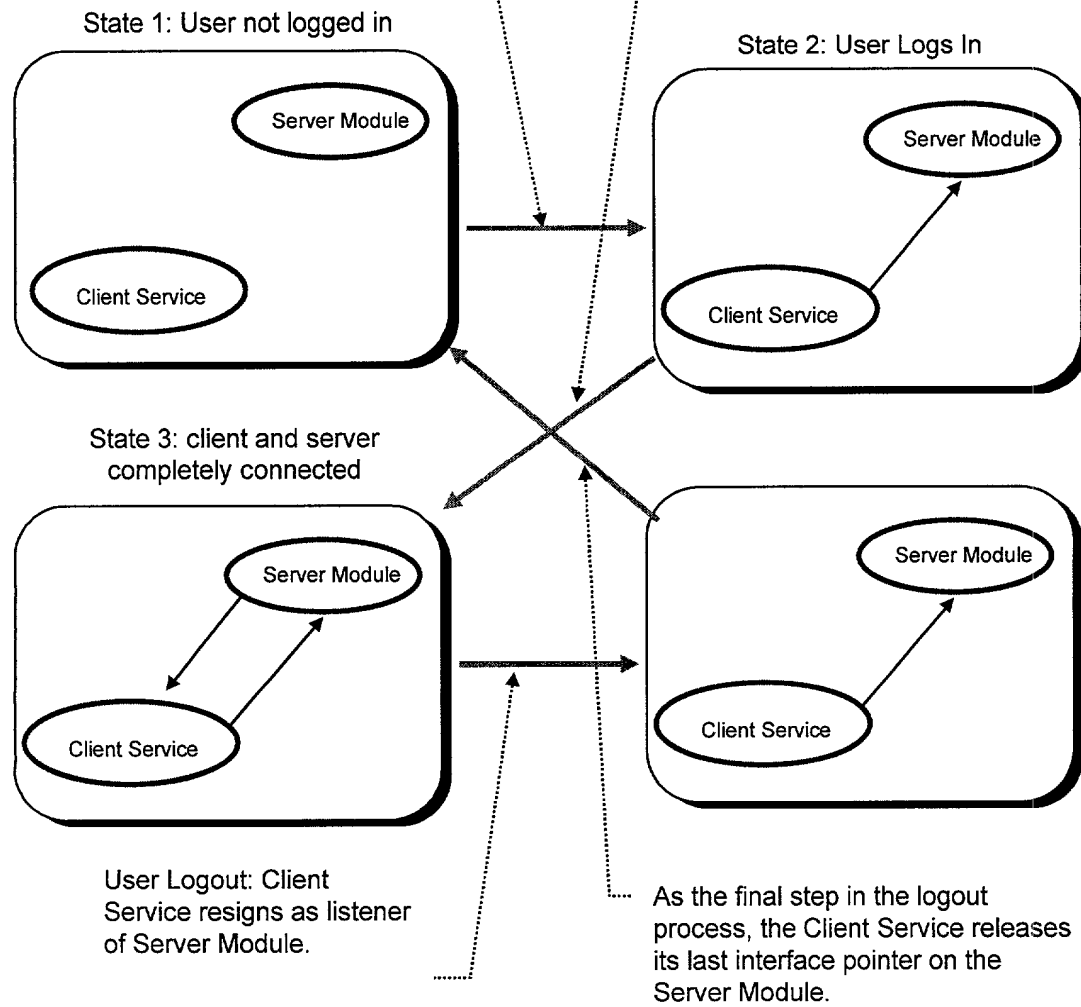 State 1: User not logged in
State 2: User Logs In
Server Module
Client Service
Server Module
Client Service
State 3: client and server
completely connected
Server Module
Client Service
Server Module
Client Service
User Logout: Client
Service resigns as listener
of Server Module.
As the final step in the logout
process, the Client Service releases
its last interface pointer on the
Server Module.